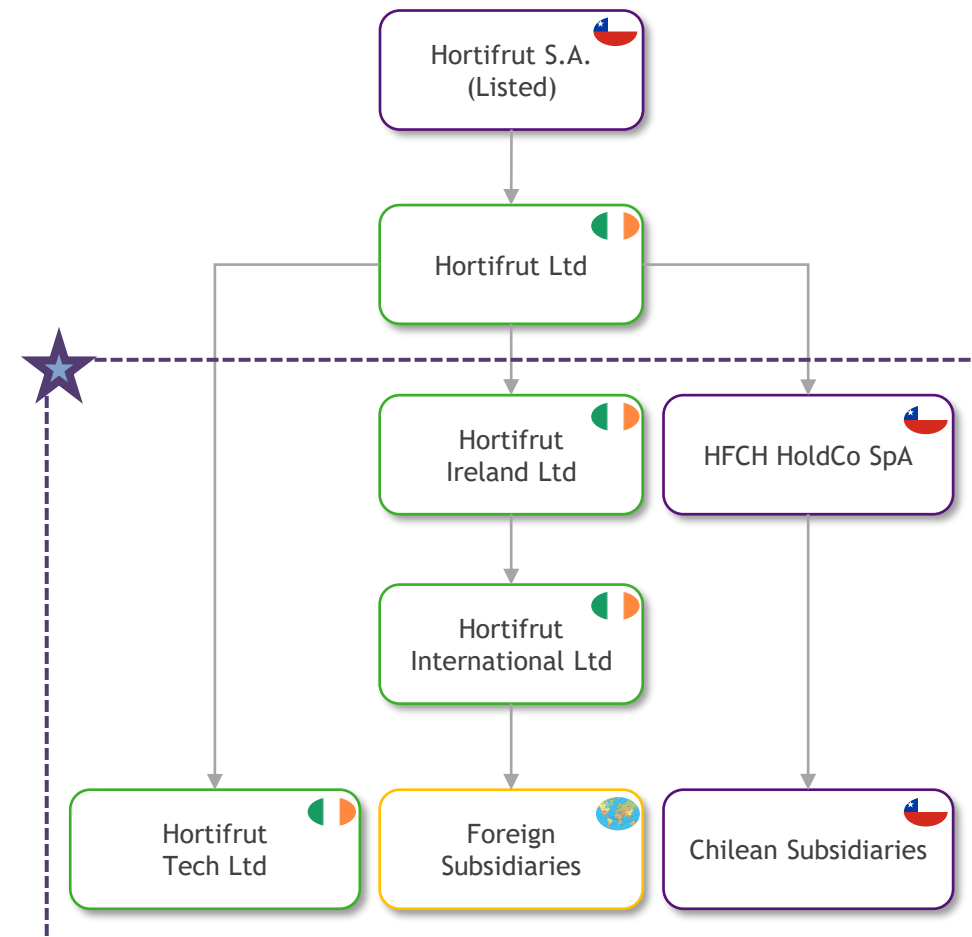 Hortifrut S.A.
(Listed)
Hortifrut Ltd
Hortifrut
Ireland Ltd
HFCH HoldCo SpA
Hortifrut
International Ltd
Hortifrut
Tech Ltd
Foreign
Subsidiaries
Chilean Subsidiaries